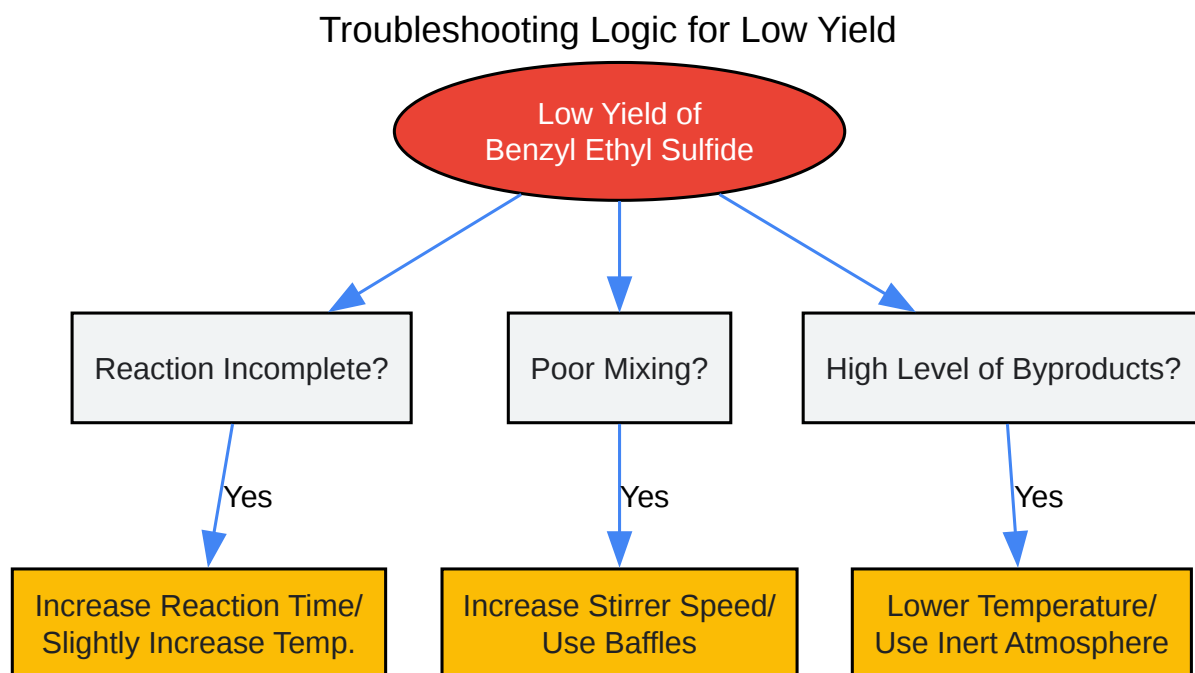 Troubleshooting Logic for Low Yield
Low Yield of
Benzyl Ethyl Sulfide
Reaction Incomplete?
Poor Mixing?
High Level of Byproducts?
Yes
Yes
Yes
Increase Reaction Time/
Slightly Increase Temp.
Increase Stirrer Speed/
Use Baffles
Lower Temperature/
Use Inert Atmosphere